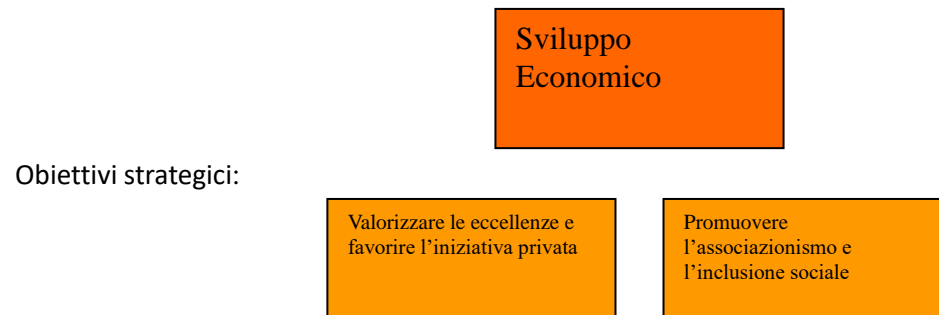 Sviluppo
Economico
Obiettivi strategici:
Valorizzare le eccellenze e
favorire l’iniziativa privata
Promuovere
l’associazionismo e
l’inclusione sociale